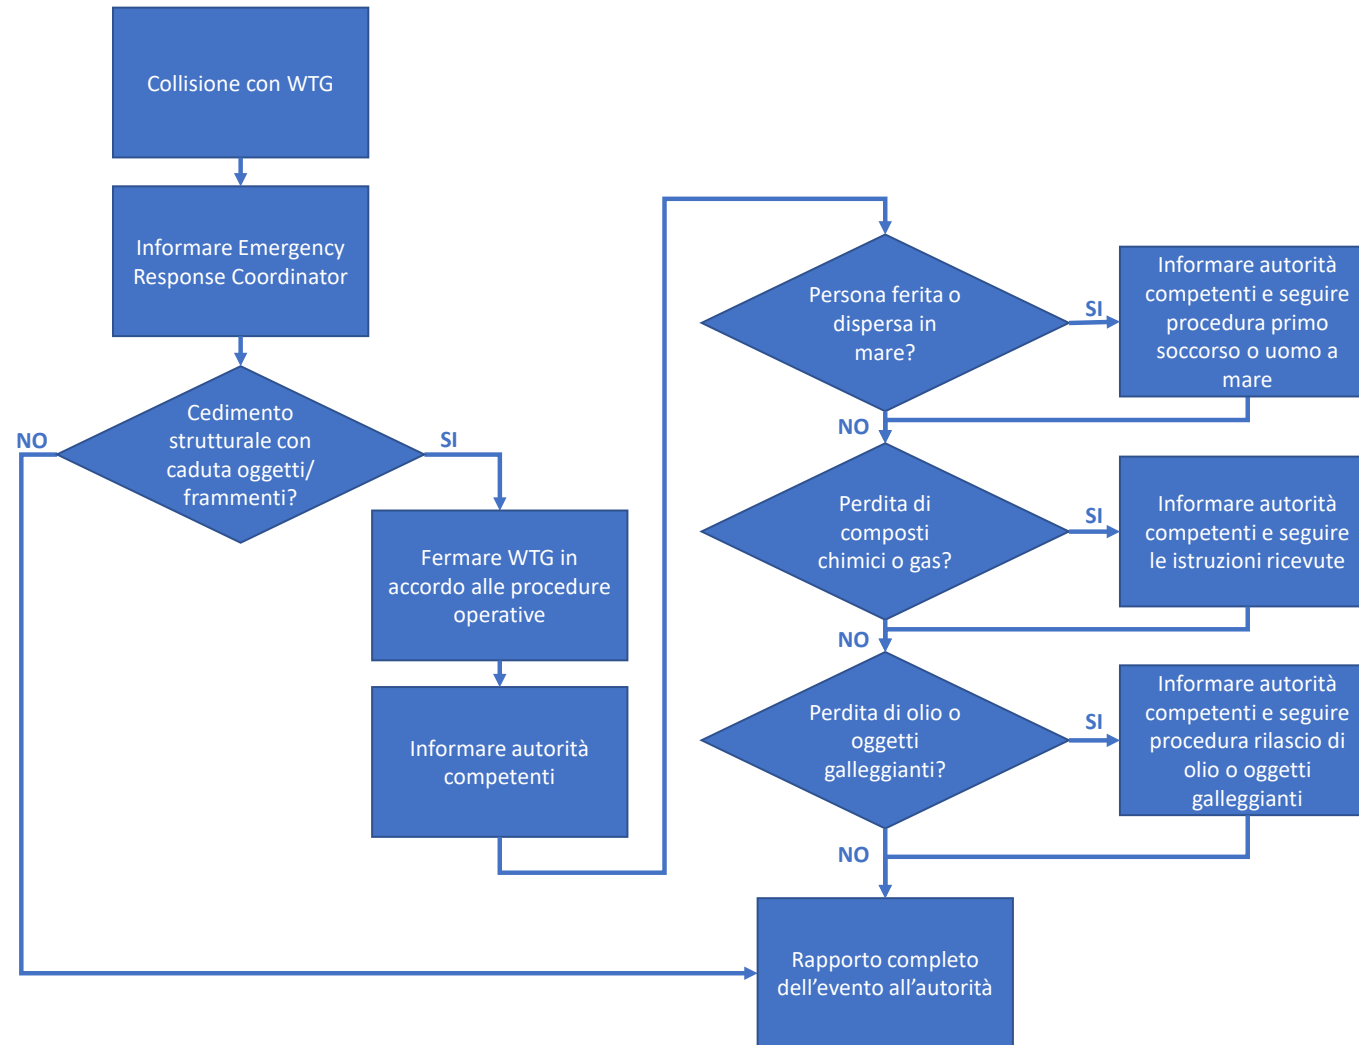 Collisione con WTG
Informare Emergency
Response Coordinator
Cedimento
strutturale con
caduta oggetti/
frammenti?
NO
SI
Fermare WTG in
accordo alle procedure
operative
Informare autorità
competenti
Persona ferita o
dispersa in
mare?
SI
Informare autorità
competenti e seguire
procedura primo
soccorso o uomo a
mare
NO
Perdita di
composti
chimici o gas?
SI
Informare autorità
competenti e seguire
le istruzioni ricevute
NO
Perdita di olio o
oggetti
galleggianti?
SI
Informare autorità
competenti e seguire
procedura rilascio di
olio o oggetti
galleggianti
NO
Rapporto completo
dell’evento all’autorità